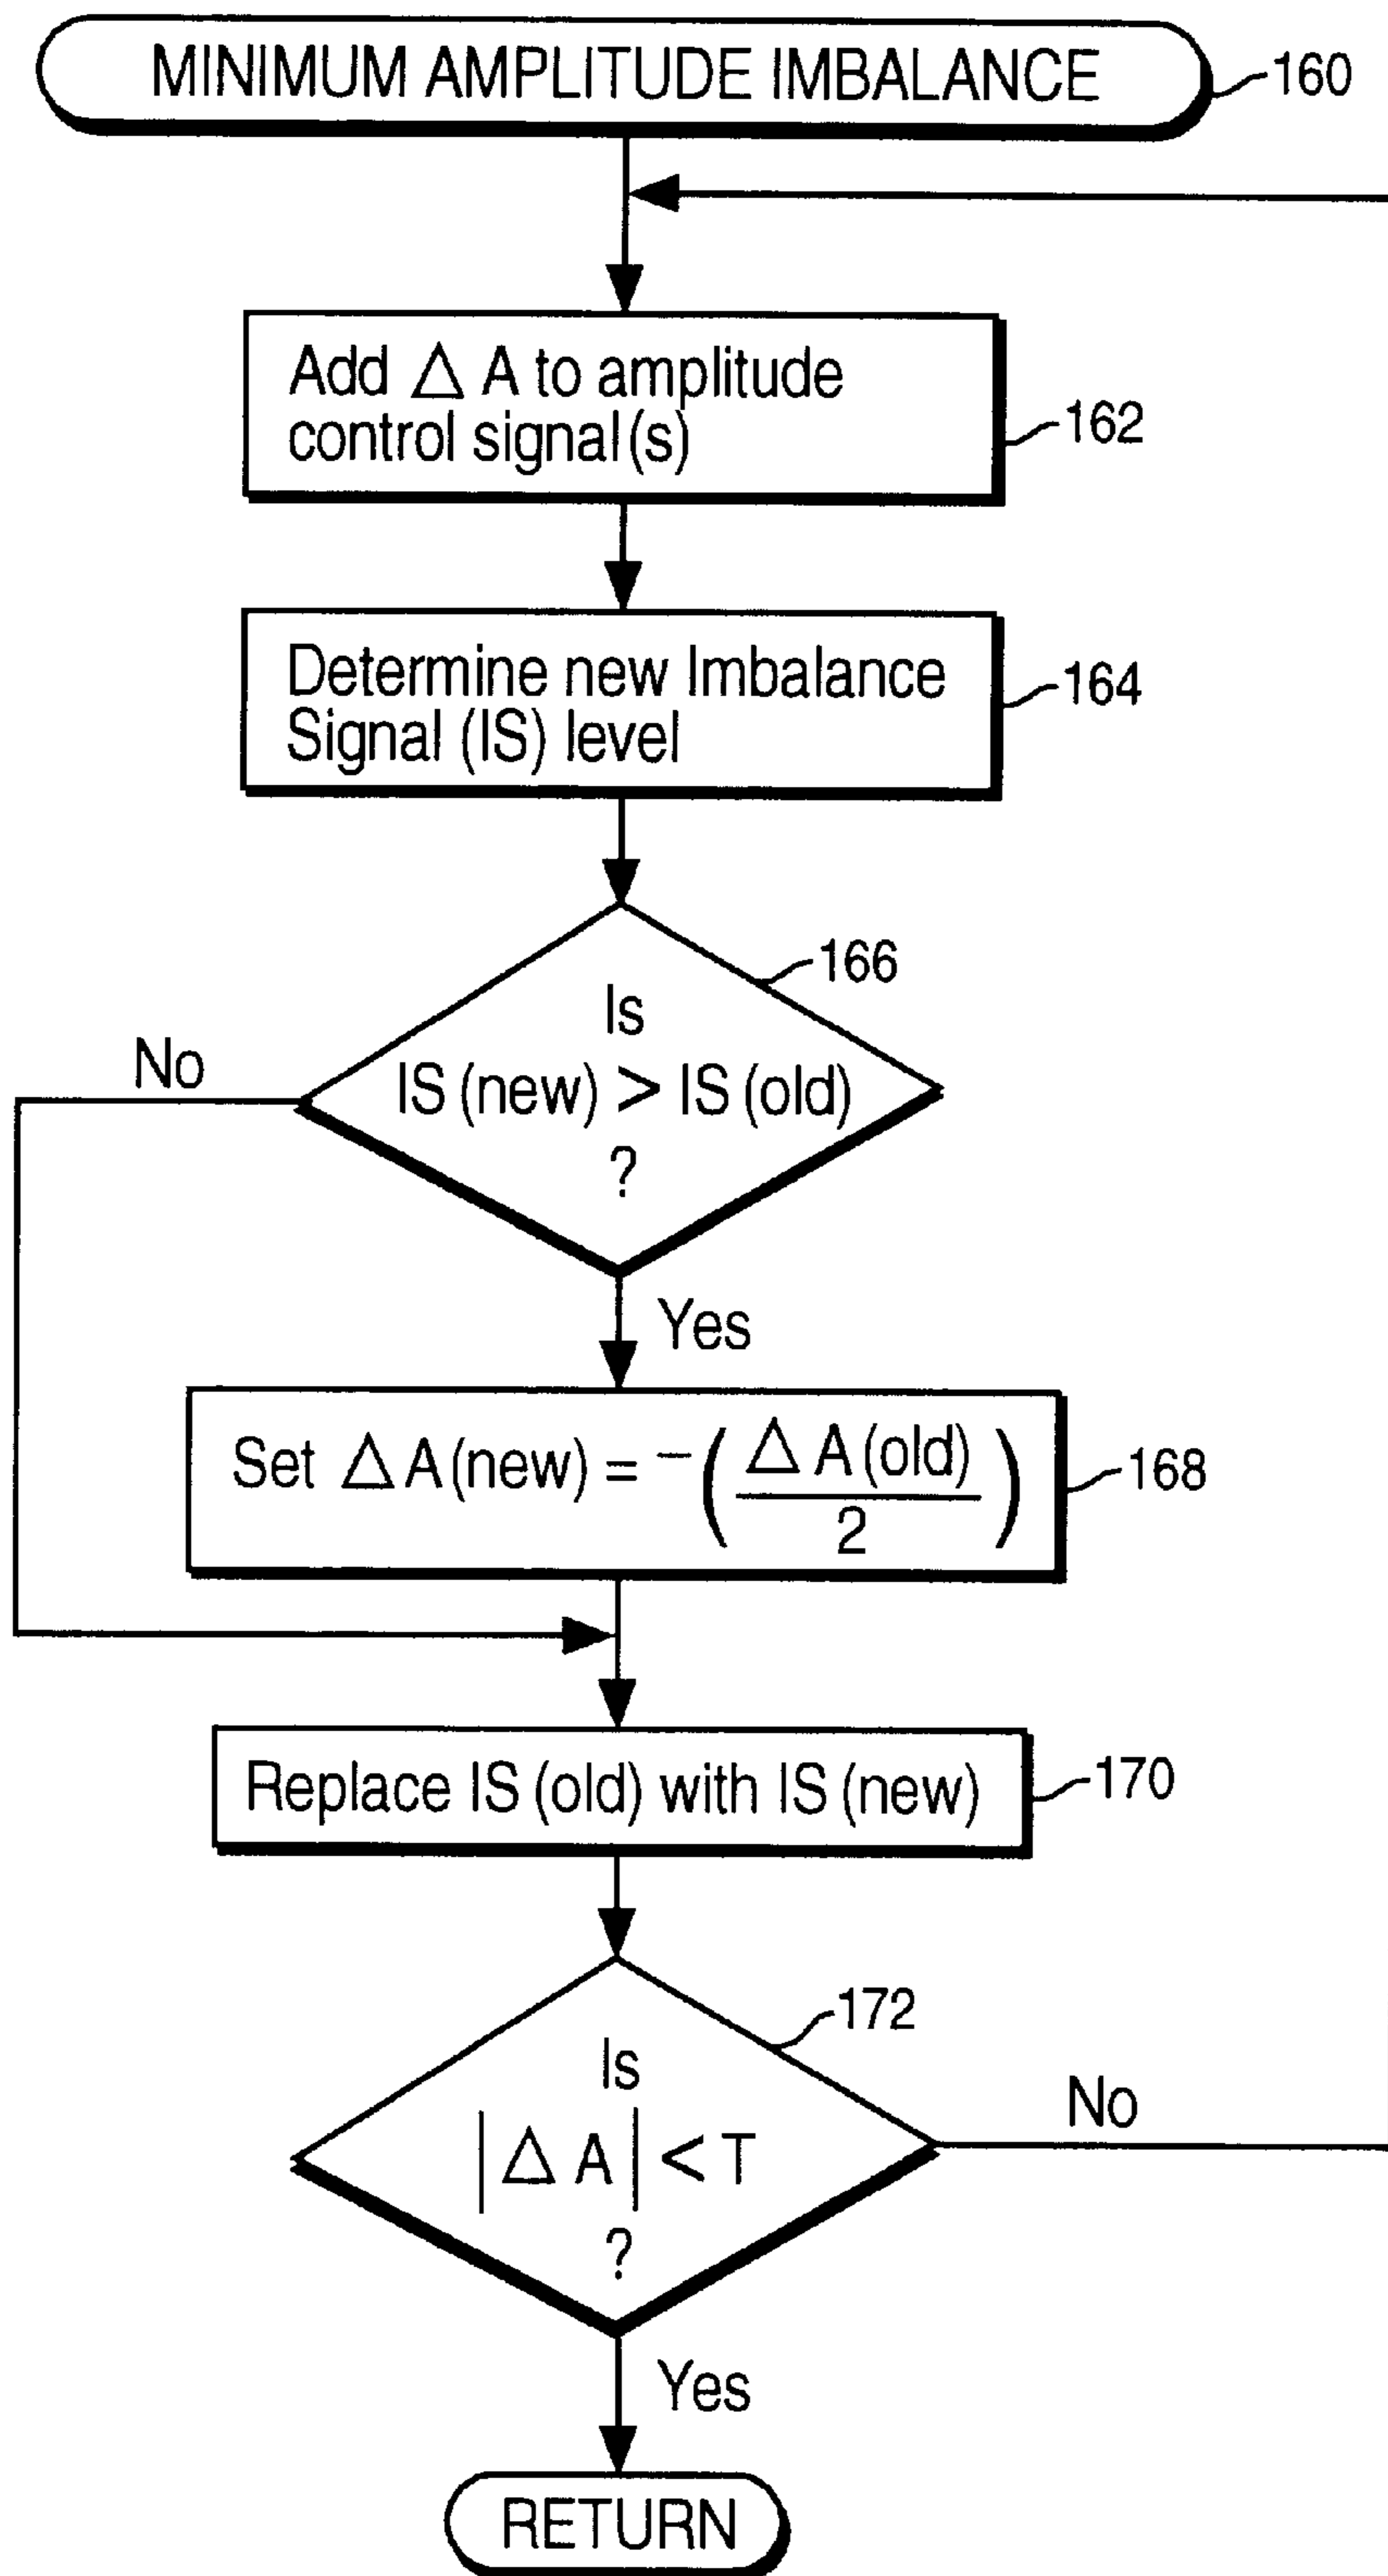 MINIMUM AMPLITUDE IMBALANCE
160
Add △ A to amplitude
control signal(s)
162
Determine new Imbalance
Signal (IS) level
164
166
Is
IS (new) > IS (old)
?
No
Yes
Set △ A (new) = -(△ A (old) / 2)
168
Replace IS (old) with IS (new)
170
172
Is
|△ A| < T
?
No
Yes
RETURN